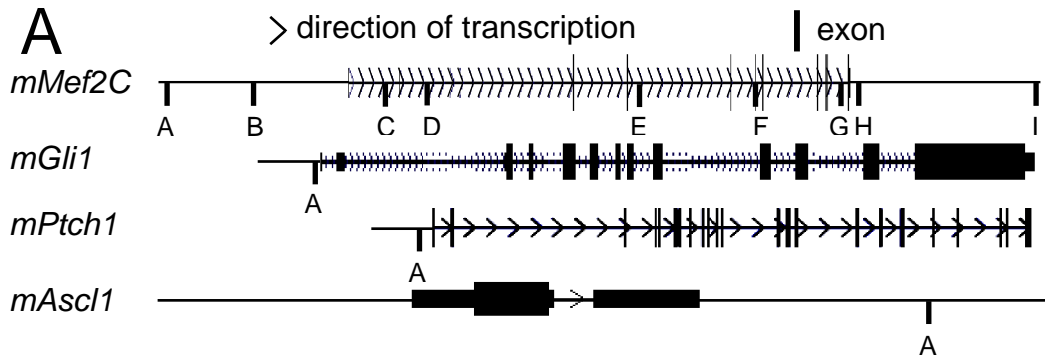 A > direction of transcription exon
mMef2C
A B C D E F G H I
mGli1
A
mPtch1
A
mAscl1
A